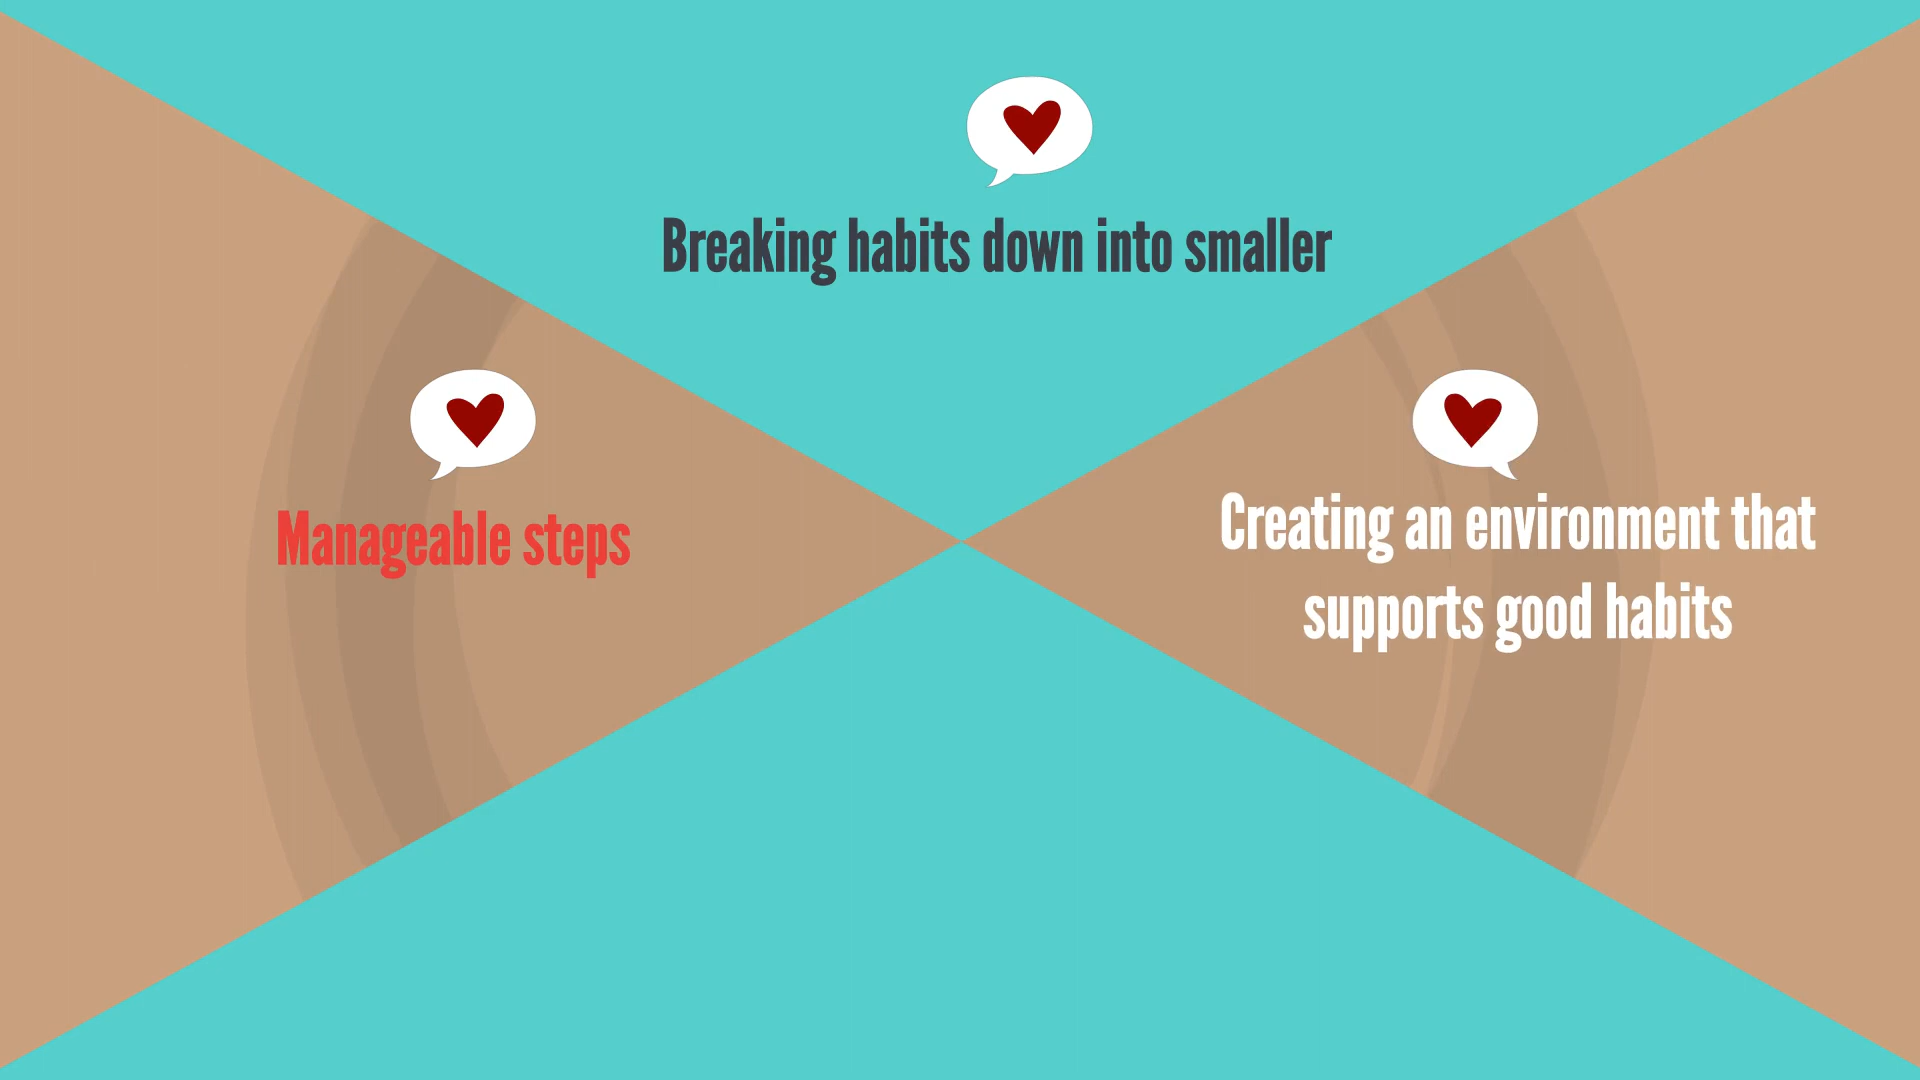 Breaking habits down into smaller
Manageable steps
Creating an environment that
supports good habits